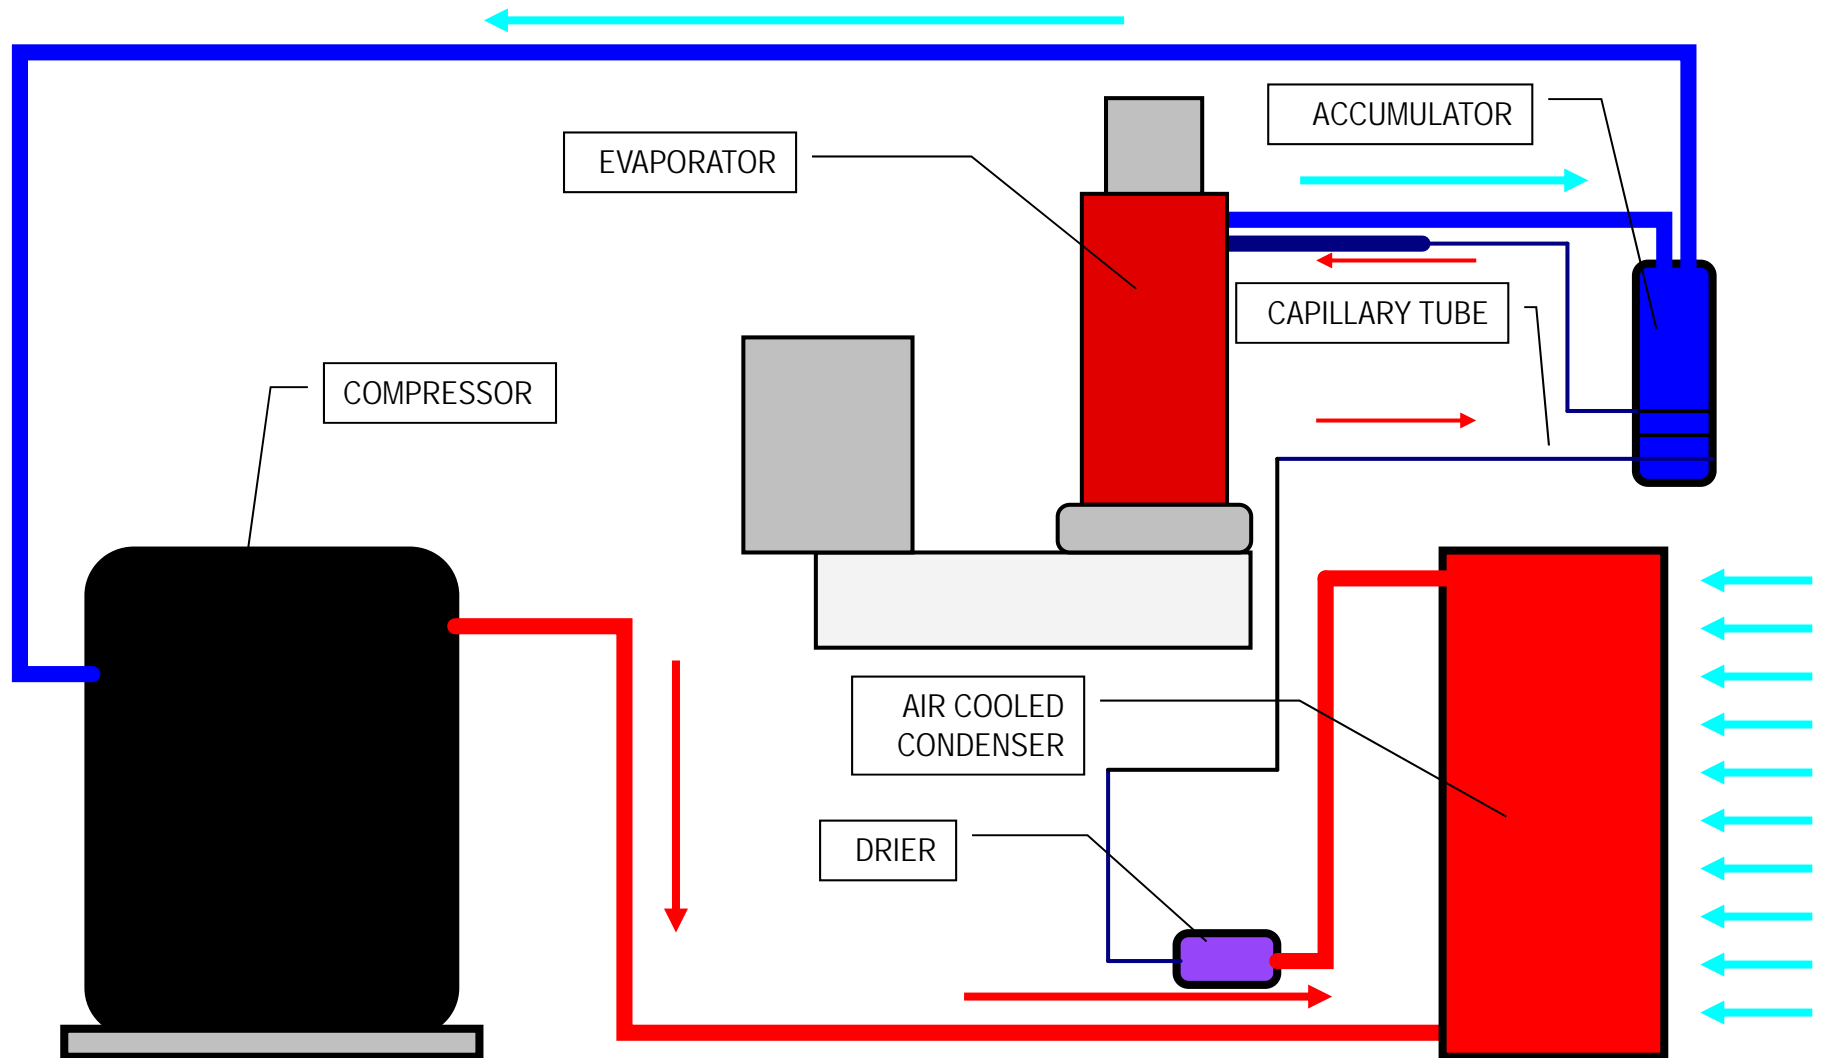 ACCUMULATOR
EVAPORATOR
CAPILLARY TUBE
COMPRESSOR
AIR COOLED
CONDENSER
DRIER